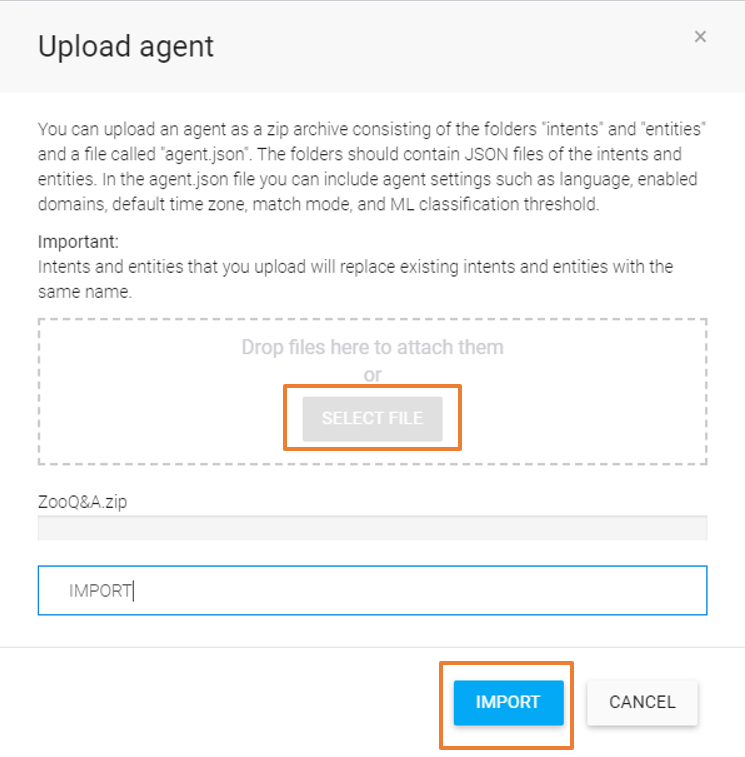 Upload agent
×
You can upload an agent as a zip archive consisting of the folders "intents" and "entities"
and a file called "agent.json". The folders should contain JSON files of the intents and
entities. In the agent.json file you can include agent settings such as language, enabled
domains, default time zone, match mode, and ML classification threshold.
Important:
Intents and entities that you upload will replace existing intents and entities with the
same name.
Drop files here to attach them
or
SELECT FILE
ZooQ&A.zip
IMPORT
IMPORT CANCEL